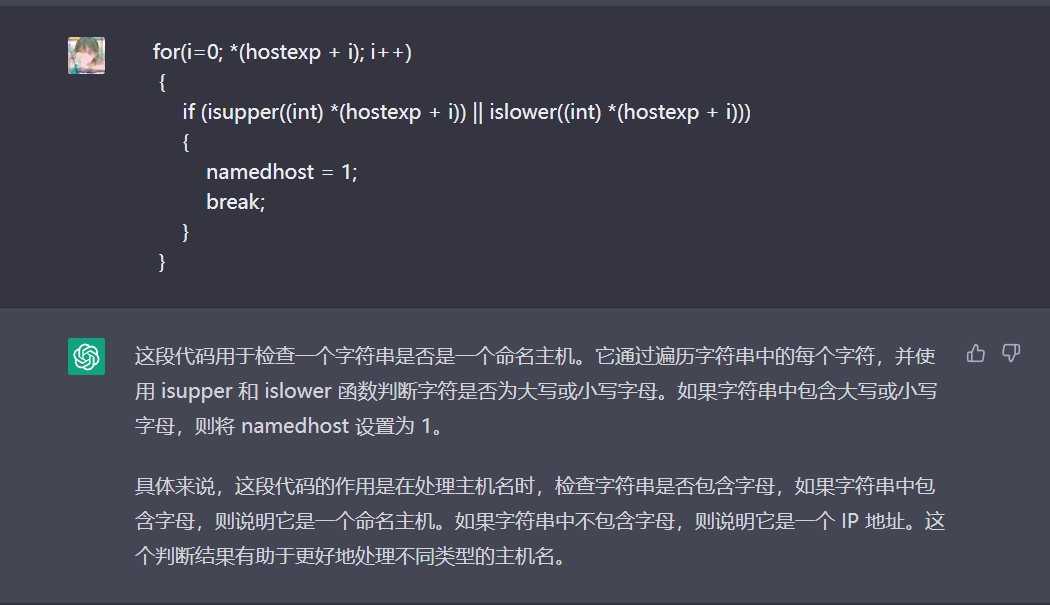 for(i=0; *(hostexp + i); i++)
{
if (isupper((int) *(hostexp + i)) || islower((int) *(hostexp + i)))
{
namedhost = 1;
break;
}
}
这段代码用于检查一个字符串是否是一个命名主机。它通过遍历字符串中的每个字符，并使
用 isupper 和 islower 函数判断字符是否为大写或小写字母。如果字符串中包含大写或小写
字母，则将 namedhost 设置为 1。
具体来说，这段代码的作用是在处理主机名时，检查字符串是否包含字母，如果字符串中包
含字母，则说明它是一个命名主机。如果字符串中不包含字母，则说明它是一个 IP 地址。这
个判断结果有助于更好地处理不同类型的主机名。